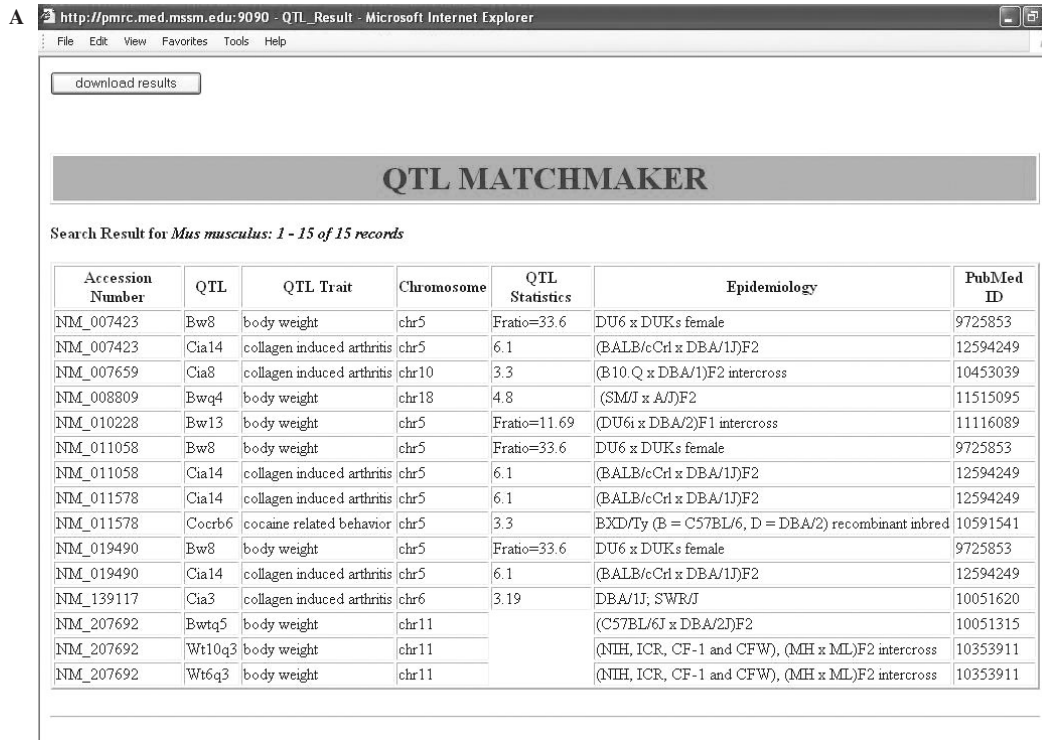 A
http://pmrc.med.mssm.edu:9090 - QTL_Result - Microsoft Internet Explorer
File Edit View Favorites Tools Help
download results
QTL MATCHMAKER
Search Result for Mus musculus: 1 - 15 of 15 records
Accession Number QTL QTL Trait Chromosome QTL Statistics Epidemiology PubMed ID
NM_007423 Bw8 body weight chr5 Fratio=33.6 DU6 x DUKs female 9725853
NM_007423 Cia14 collagen induced arthritis chr5 6.1 (BALB/cCrl x DBA/1J)F2 12594249
NM_007659 Cia8 collagen induced arthritis chr10 3.3 (B10.Q x DBA/1)F2 intercross 10453039
NM_008809 Bwq4 body weight chr18 4.8 (SM/J x A/J)F2 11515095
NM_010228 Bw13 body weight chr5 Fratio=11.69 (DU6i x DBA/2)F1 intercross 11116089
NM_011058 Bw8 body weight chr5 Fratio=33.6 DU6 x DUKs female 9725853
NM_011058 Cia14 collagen induced arthritis chr5 6.1 (BALB/cCrl x DBA/1J)F2 12594249
NM_011578 Cia14 collagen induced arthritis chr5 6.1 (BALB/cCrl x DBA/1J)F2 12594249
NM_011578 Cocrb6 cocaine related behavior chr5 3.3 BXD/Ty (B = C57BL/6, D = DBA/2) recombinant inbred 10591541
NM_019490 Bw8 body weight chr5 Fratio=33.6 DU6 x DUKs female 9725853
NM_019490 Cia14 collagen induced arthritis chr5 6.1 (BALB/cCrl x DBA/1J)F2 12594249
NM_139117 Cia3 collagen induced arthritis chr6 3.19 DBA/1J; SWR/J 10051620
NM_207692 Bwtq5 body weight chr11 (C57BL/6J x DBA/2J)F2 10051315
NM_207692 Wt10q3 body weight chr11 (NIH, ICR, CF-1 and CFW), (MH x ML)F2 intercross 10353911
NM_207692 Wt6q3 body weight chr11 (NIH, ICR, CF-1 and CFW), (MH x ML)F2 intercross 10353911